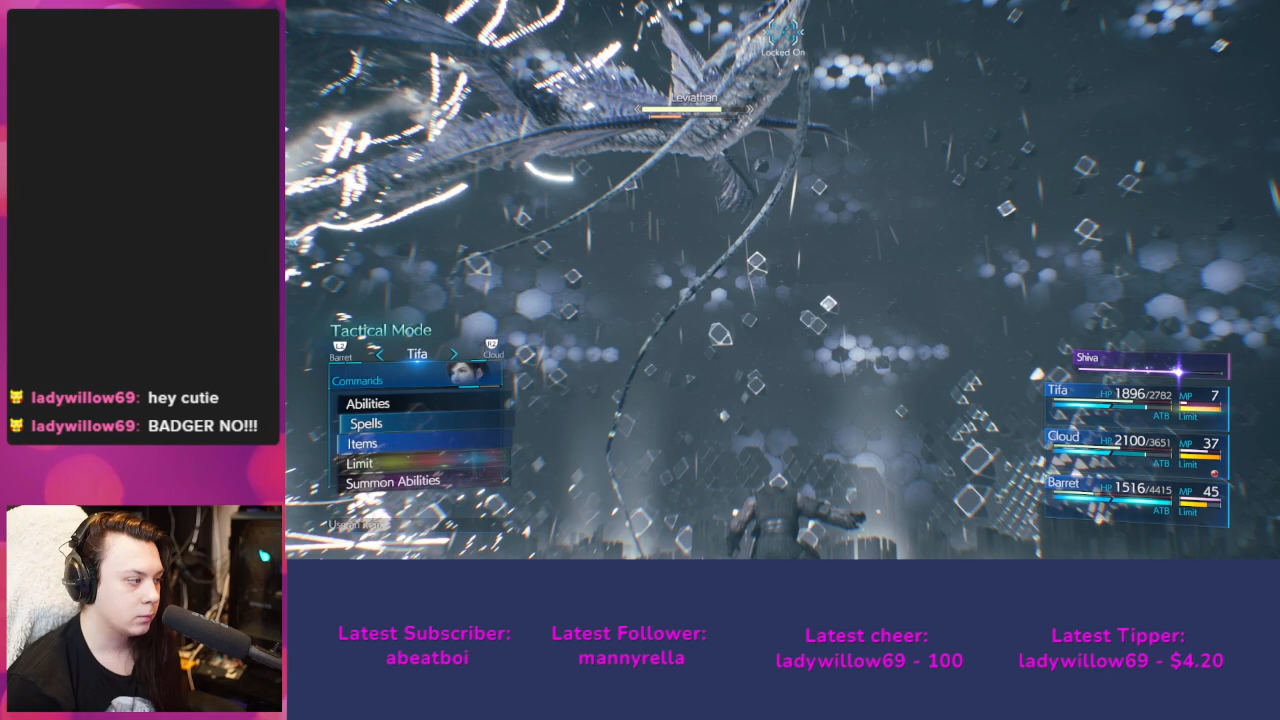 ladywillow69: hey cutie
ladywillow69: BADGER NO!!!
Locked On
Leviathan
Tactical Mode
L2
R2
Barret
Tifa
Cloud
Commands
Abilities
Spells
Items
Limit
Summon Abilities
Shiva
Tifa HP 1896/2782 MP 7
ATB Limit
Cloud HP 2100/3651 MP 37
ATB Limit
Barret HP 1516/4415 MP 45
ATB Limit
Latest Subscriber:
abeatboi
Latest Follower:
mannyrella
Latest cheer:
ladywillow69 - 100
Latest Tipper:
ladywillow69 - $4.20